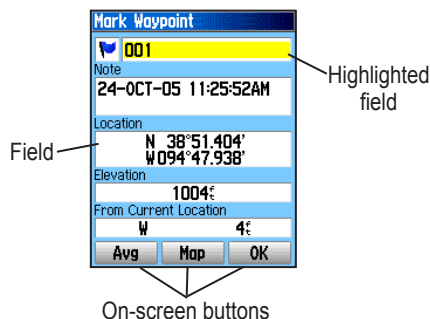 Mark Waypoint
001
Note
24-OCT-05 11:25:52AM
Location
N 38°51.404'
W094°47.938'
Elevation
1004ft
From Current Location
W 4ft
Avg Map OK
Highlighted
field
Field
On-screen buttons